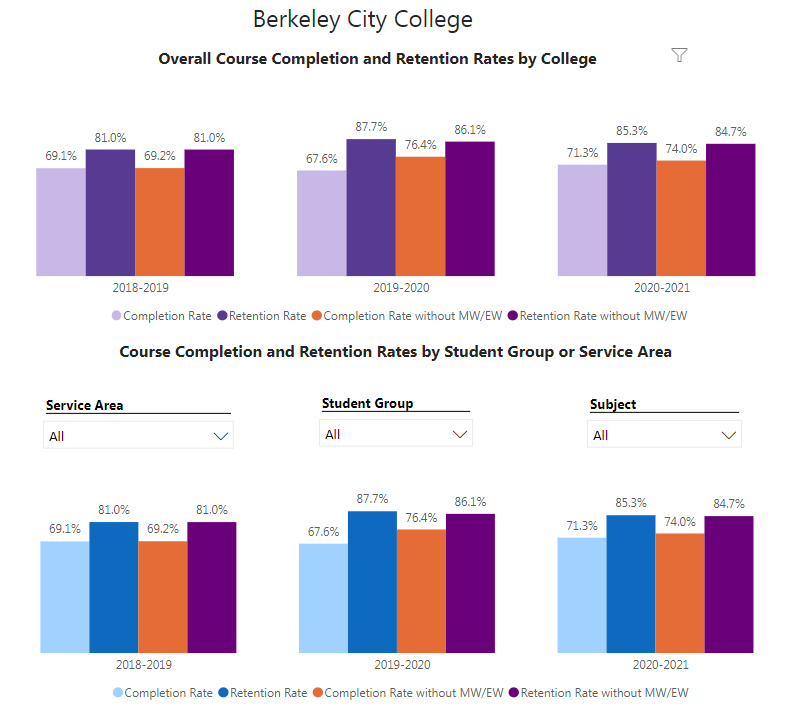 Berkeley City College
Overall Course Completion and Retention Rates by College
69.1% 81.0% 69.2% 81.0% 67.6% 87.7% 76.4% 86.1% 71.3% 85.3% 74.0% 84.7%
2018-2019 2019-2020 2020-2021
Completion Rate Retention Rate Completion Rate without MW/EW Retention Rate without MW/EW
Course Completion and Retention Rates by Student Group or Service Area
Service Area Student Group Subject
All All All
69.1% 81.0% 69.2% 81.0% 67.6% 87.7% 76.4% 86.1% 71.3% 85.3% 74.0% 84.7%
2018-2019 2019-2020 2020-2021
Completion Rate Retention Rate Completion Rate without MW/EW Retention Rate without MW/EW